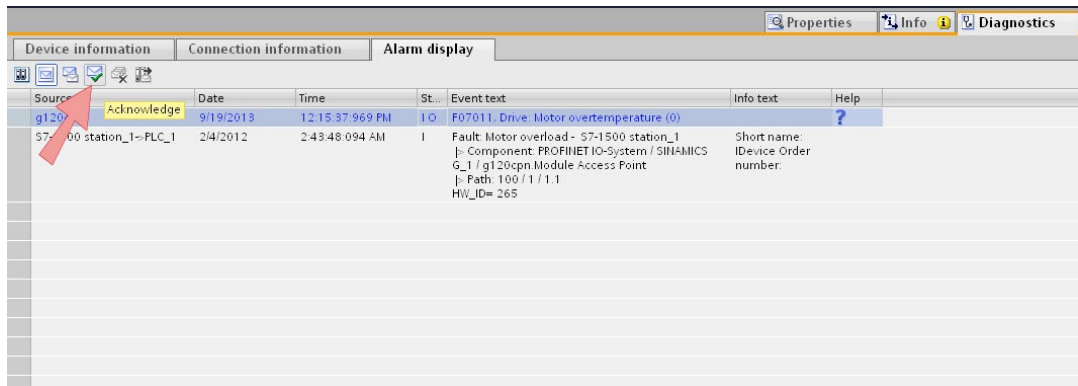 Properties Info Diagnostics
Device information Connection information Alarm display
Source Date Time St... Event text Info text Help
Acknowledge
9/19/2013 12:15:37:969 PM I O F07011, Drive: Motor overtemperature (0) ?
station_1->PLC_1 2/4/2012 2:43:48:094 AM I Fault: Motor overload - S7-1500 station_1 Short name:
|> Component: PROFINET IO-System / SINAMICS IDevice Order
G_1 / g120cpn.Module Access Point number:
|> Path: 100 / 1 / 1.1
HW_ID= 265